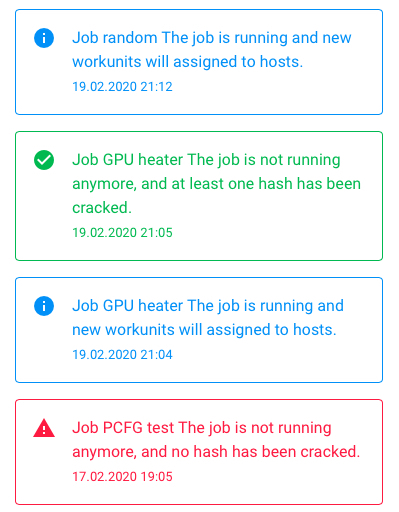 Job random The job is running and new
workunits will assigned to hosts.
19.02.2020 21:12
Job GPU heater The job is not running
anymore, and at least one hash has been
cracked.
19.02.2020 21:05
Job GPU heater The job is running and
new workunits will assigned to hosts.
19.02.2020 21:04
Job PCFG test The job is not running
anymore, and no hash has been cracked.
17.02.2020 19:05